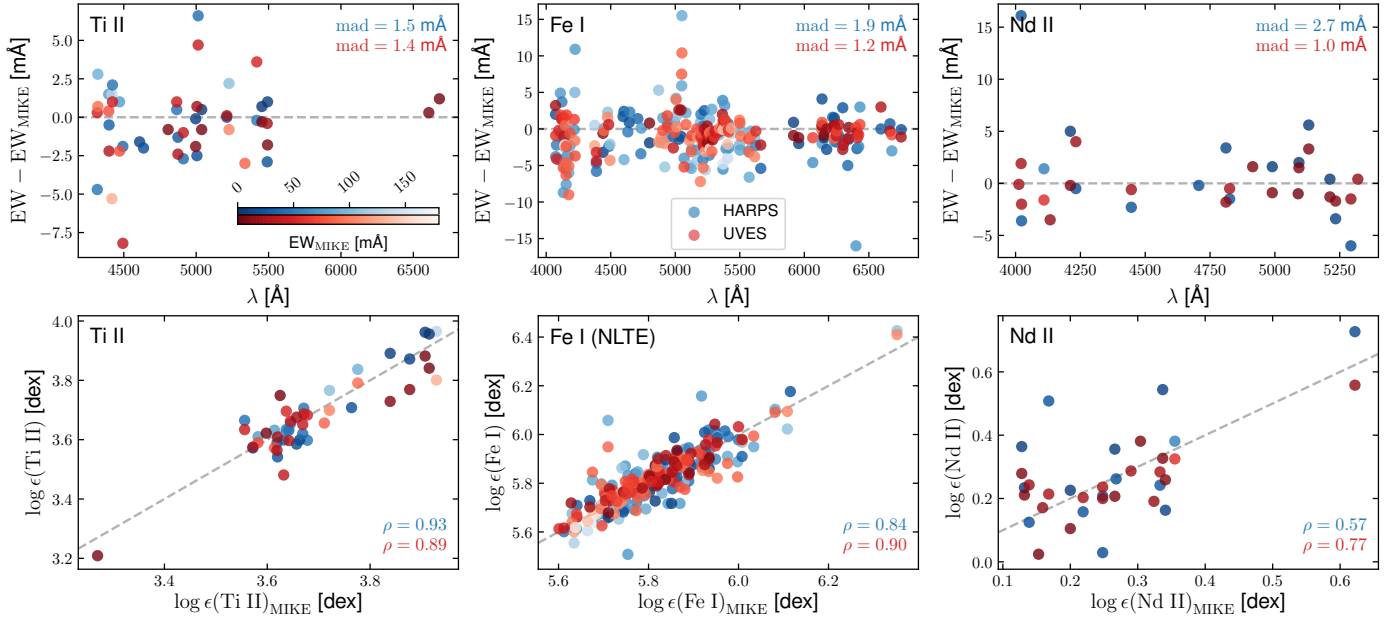 Ti II
mad = 1.5 mÅ
mad = 1.4 mÅ
EW − EW_MIKE [mÅ]
5.0
2.5
0.0
−2.5
−5.0
−7.5
0 50 100 150
EW_MIKE [mÅ]
4500 5000 5500 6000 6500
λ [Å]
Fe I
mad = 1.9 mÅ
mad = 1.2 mÅ
EW − EW_MIKE [mÅ]
15
10
5
0
−5
−10
−15
HARPS
UVES
4000 4500 5000 5500 6000 6500
λ [Å]
Nd II
mad = 2.7 mÅ
mad = 1.0 mÅ
EW − EW_MIKE [mÅ]
15
10
5
0
−5
4000 4250 4500 4750 5000 5250
λ [Å]
Ti II
log ϵ(Ti II) [dex]
4.0
3.8
3.6
3.4
3.2
ρ = 0.93
ρ = 0.89
3.4 3.6 3.8
log ϵ(Ti II)_MIKE [dex]
Fe I (NLTE)
log ϵ(Fe I) [dex]
6.4
6.2
6.0
5.8
5.6
ρ = 0.84
ρ = 0.90
5.6 5.8 6.0 6.2
log ϵ(Fe I)_MIKE [dex]
Nd II
log ϵ(Nd II) [dex]
0.6
0.4
0.2
0.0
ρ = 0.57
ρ = 0.77
0.1 0.2 0.3 0.4 0.5 0.6
log ϵ(Nd II)_MIKE [dex]